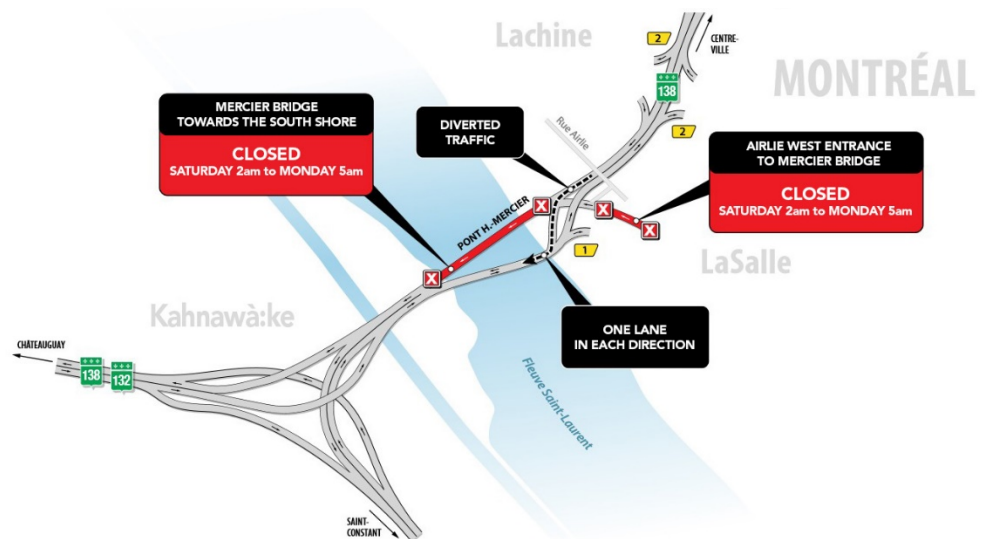 2
CENTRE-
VILLE
Lachine
MONTRÉAL
138
MERCIER BRIDGE
TOWARDS THE SOUTH SHORE
CLOSED
SATURDAY 2am to MONDAY 5am
DIVERTED
TRAFFIC
Rue Airlie
2
AIRLIE WEST ENTRANCE
TO MERCIER BRIDGE
CLOSED
SATURDAY 2am to MONDAY 5am
X
X
X
PONT H.-MERCIER
1
LaSalle
X
Kahnawà:ke
ONE LANE
IN EACH DIRECTION
CHÂTEAUGUAY
138
132
Fleuve Saint-Laurent
SAINT-
CONSTANT